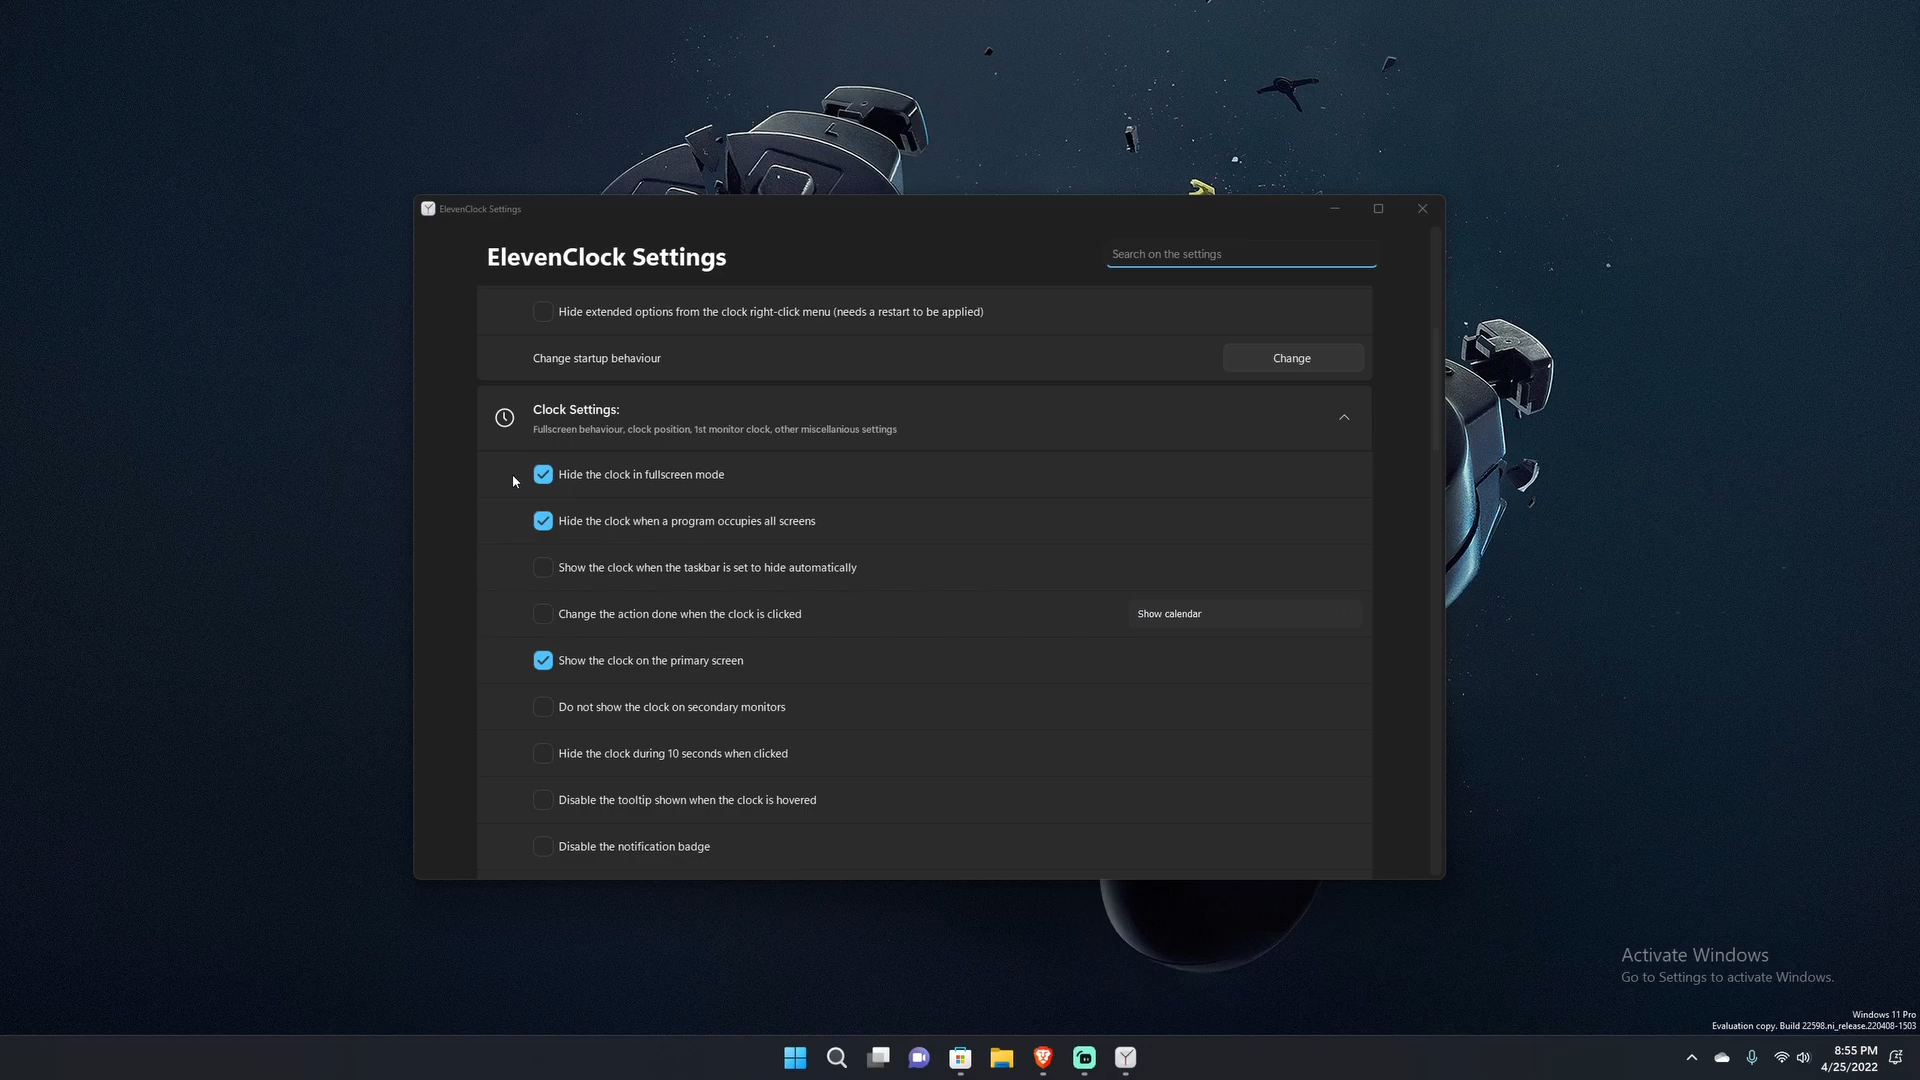 ElevenClock Settings
ElevenClock Settings
Search on the settings
Hide extended options from the clock right-click menu (needs a restart to be applied)
Change startup behaviour
Change
Clock Settings:
Fullscreen behaviour, clock position, 1st monitor clock, other miscellanious settings
Hide the clock in fullscreen mode
Hide the clock when a program occupies all screens
Show the clock when the taskbar is set to hide automatically
Change the action done when the clock is clicked
Show calendar
Show the clock on the primary screen
Do not show the clock on secondary monitors
Hide the clock during 10 seconds when clicked
Disable the tooltip shown when the clock is hovered
Disable the notification badge
Activate Windows
Go to Settings to activate Windows.
Windows 11 Pro
Evaluation copy. Build 22598.ni_release.220408-1503
8:55 PM
4/25/2022